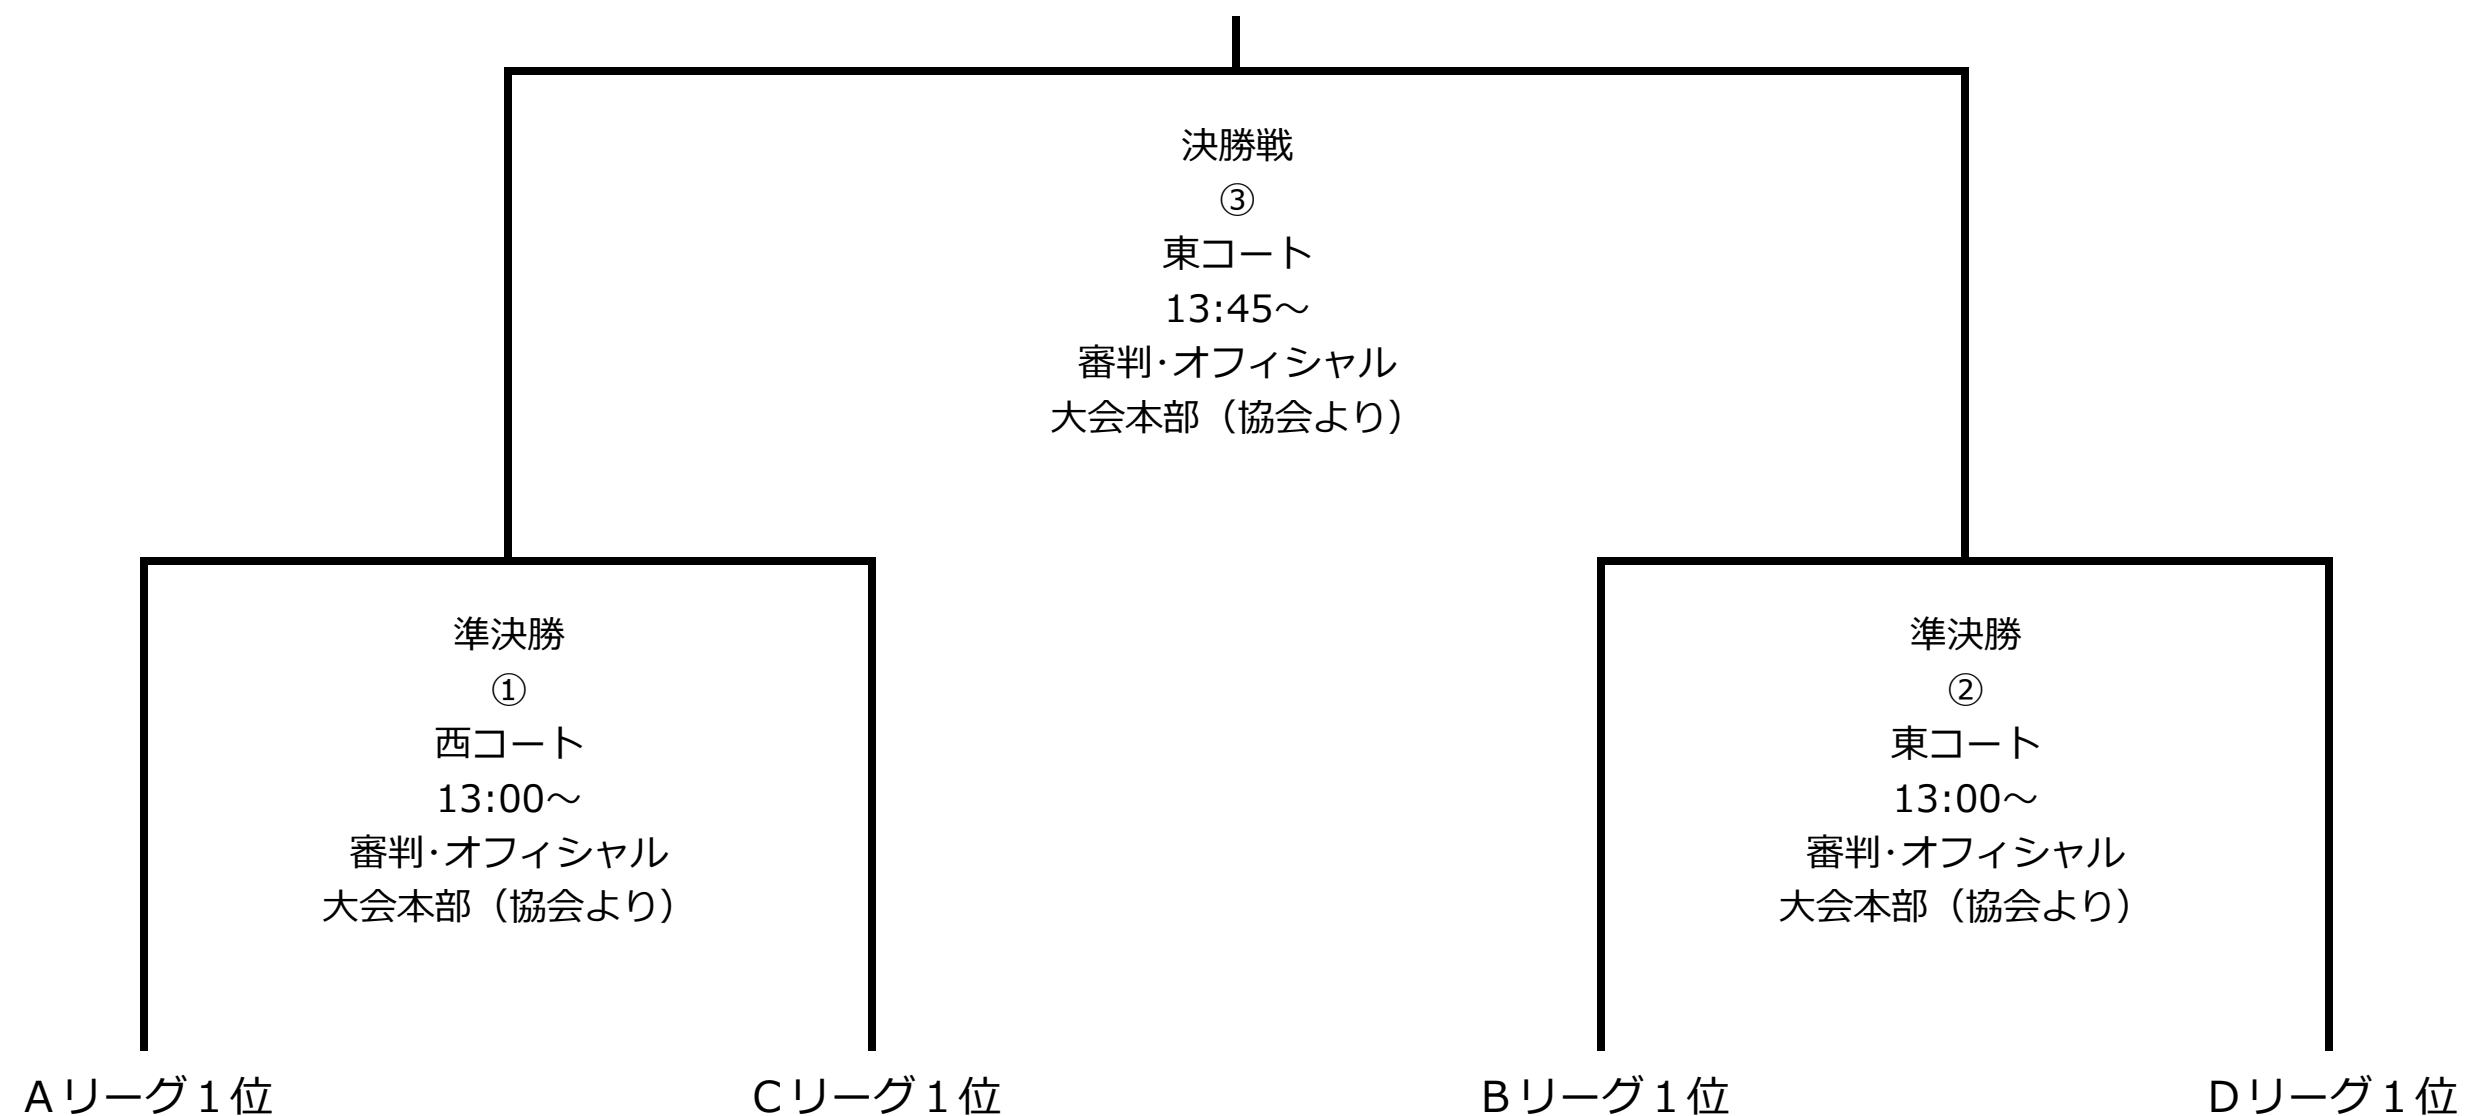 決勝戦
③
東コート
13:45～
審判･オフィシャル
大会本部（協会より）
準決勝
①
西コート
13:00～
審判･オフィシャル
大会本部（協会より）
準決勝
②
東コート
13:00～
審判･オフィシャル
大会本部（協会より）
Ａリーグ１位
Ｃリーグ１位
Ｂリーグ１位
Ｄリーグ１位